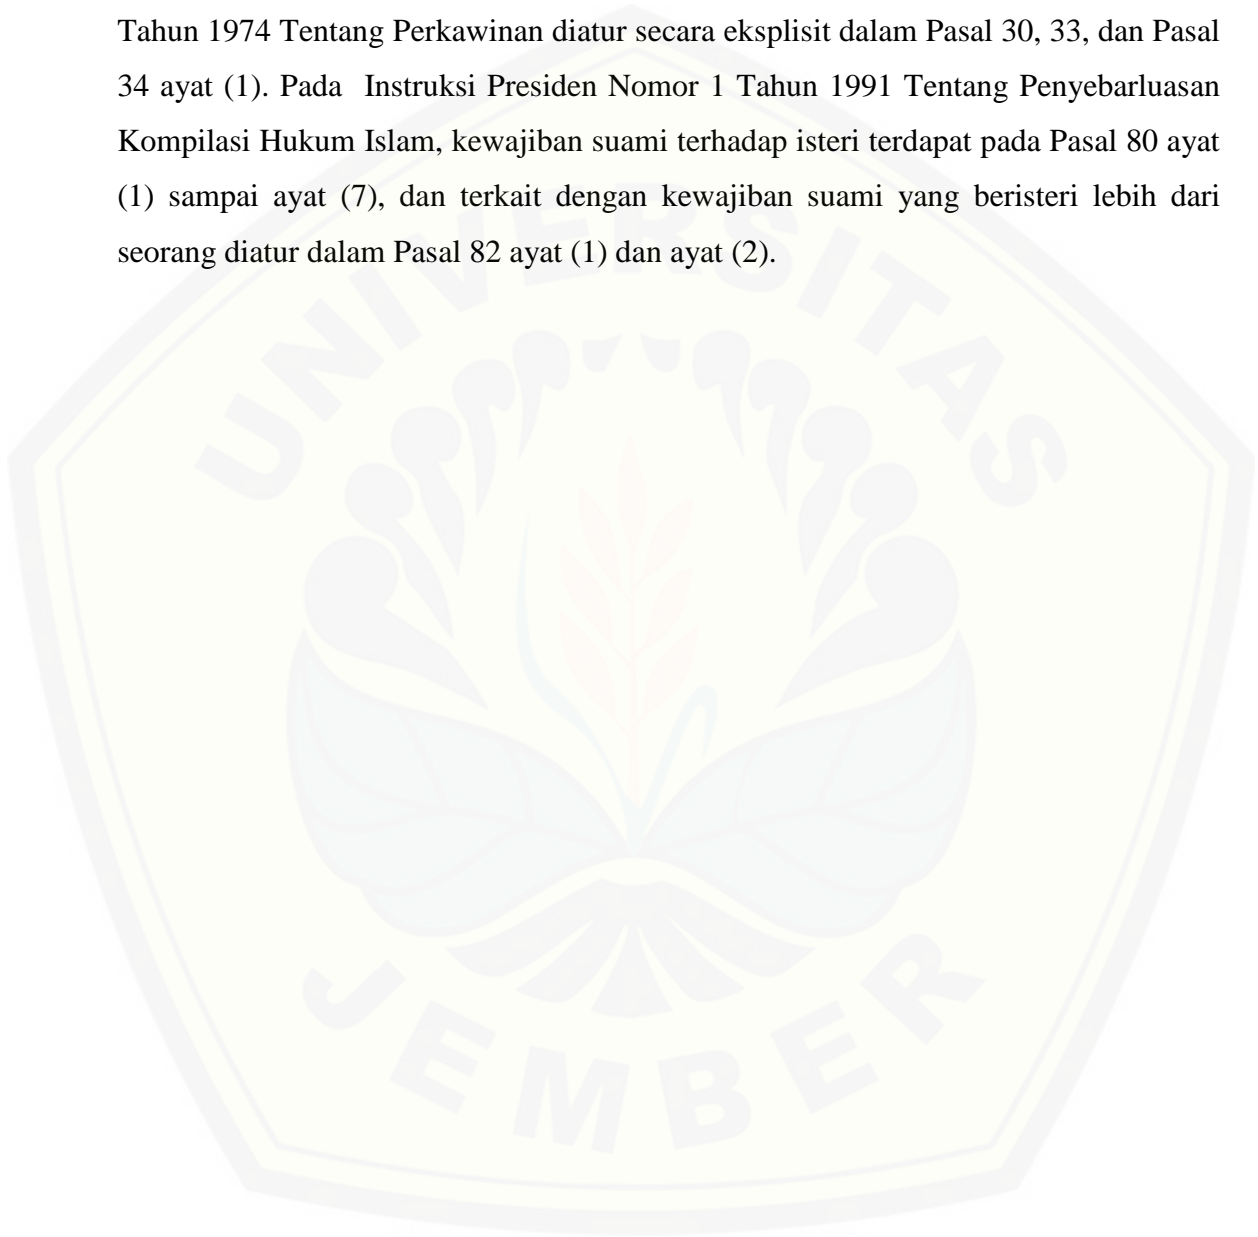 Tahun 1974 Tentang Perkawinan diatur secara eksplisit dalam Pasal 30, 33, dan Pasal
34 ayat (1). Pada  Instruksi Presiden Nomor 1 Tahun 1991 Tentang Penyebarluasan
Kompilasi Hukum Islam, kewajiban suami terhadap isteri terdapat pada Pasal 80 ayat
(1) sampai ayat (7), dan terkait dengan kewajiban suami yang beristeri lebih dari
seorang diatur dalam Pasal 82 ayat (1) dan ayat (2).
UNIVERSITAS
JEMBER